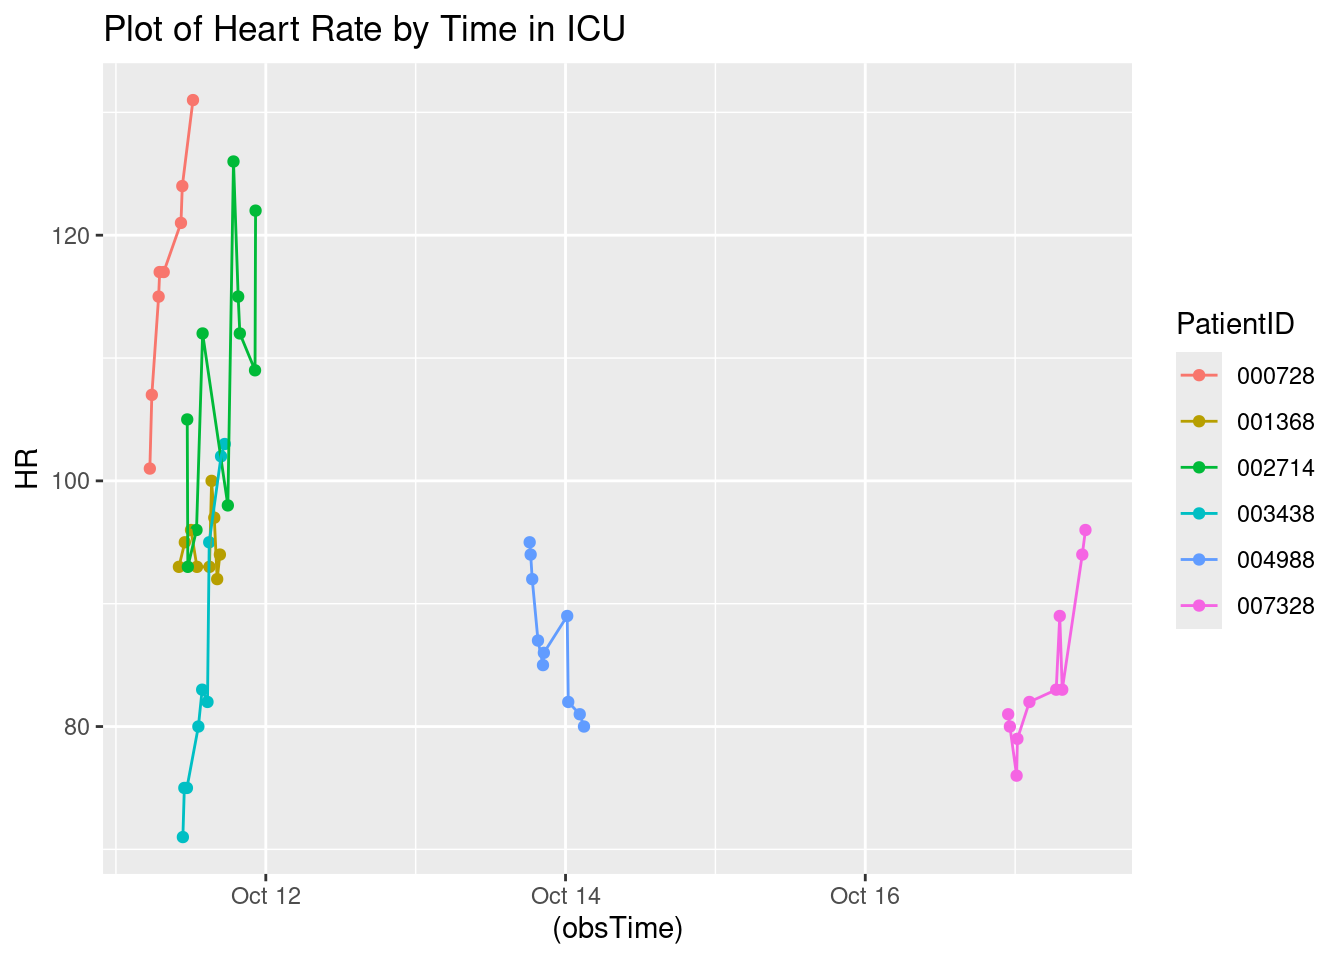 Plot of Heart Rate by Time in ICU
120
100
80
HR
Oct 12
Oct 14
Oct 16
(obsTime)
PatientID
000728
001368
002714
003438
004988
007328